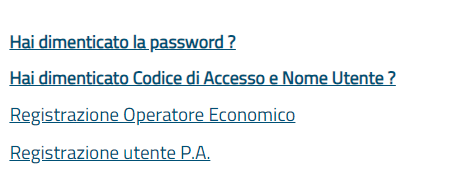 Hai dimenticato la password ?
Hai dimenticato Codice di Accesso e Nome Utente ?
Registrazione Operatore Economico
Registrazione utente P.A.